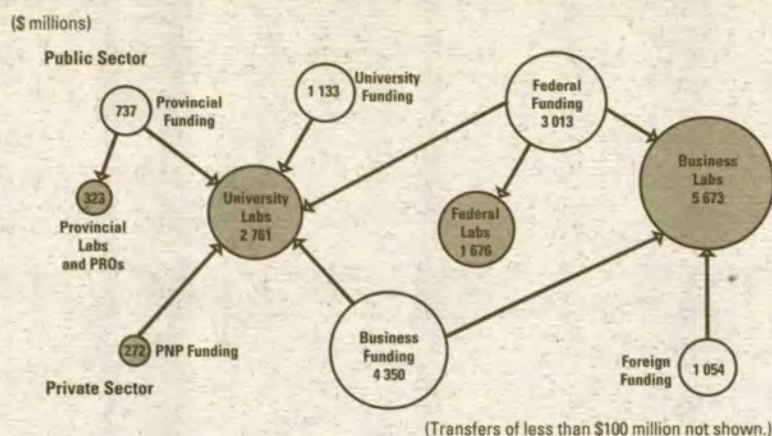 ($ millions)
Public Sector
737
Provincial
Funding
1 133
University
Funding
Federal
Funding
3 013
Business
Labs
5 673
323
Provincial
Labs
and PROs
University
Labs
2 761
Federal
Labs
1 676
272
PNP Funding
Private Sector
Business
Funding
4 350
Foreign
Funding
1 054
(Transfers of less than $100 million not shown.)